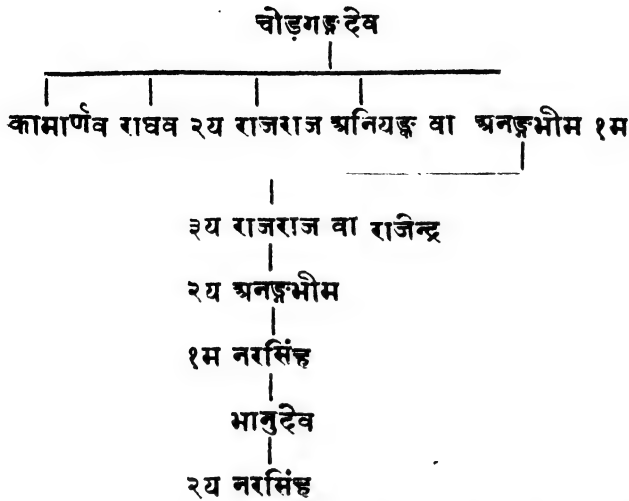 चोड़गङ्गदेव
कामार्णव राघव २य राजराज अनियङ्क वा अनङ्गभीम १म
३य राजराज वा राजेन्द्र
२य अनङ्गभीम
१म नरसिंह
भानुदेव
२य नरसिंह